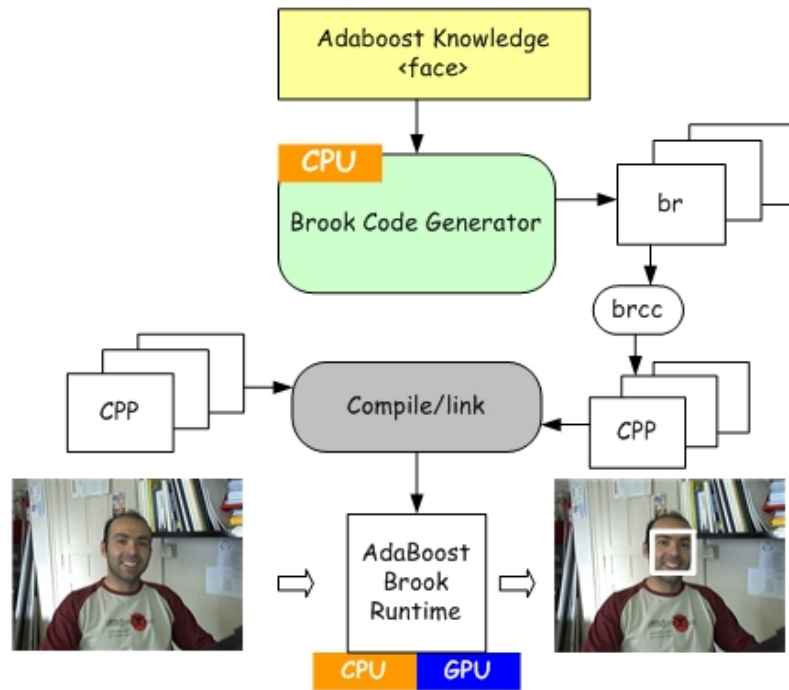 Adaboost Knowledge
<face>
CPU
Brook Code Generator
br
brcc
CPP
Compile/link
CPP
AdaBoost
Brook
Runtime
CPU
GPU